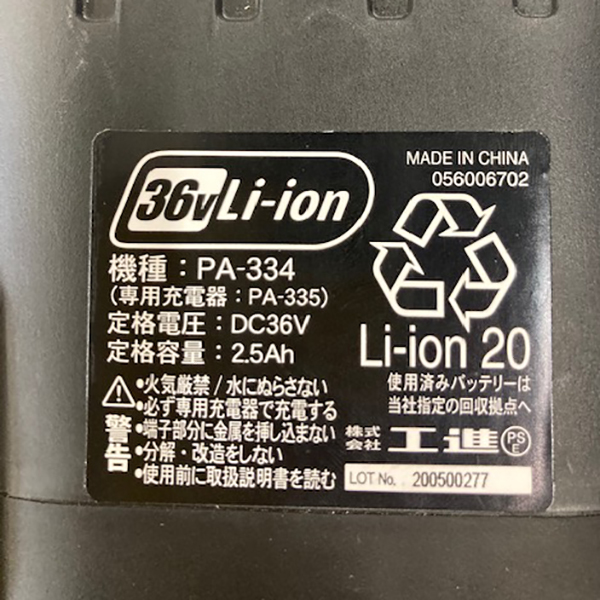 36V Li-ion
MADE IN CHINA
056006702
機種：PA-334
(専用充電器：PA-335)
定格電圧：DC36V
定格容量：2.5Ah
Li-ion 20
使用済みバッテリーは
当社指定の回収拠点へ
警告
•火気厳禁/水にぬらさない
•必ず専用充電器で充電する
•端子部分に金属を挿し込まない
•分解・改造をしない
•使用前に取扱説明書を読む
株式会社 工進 PSE
LOT No. 200500277